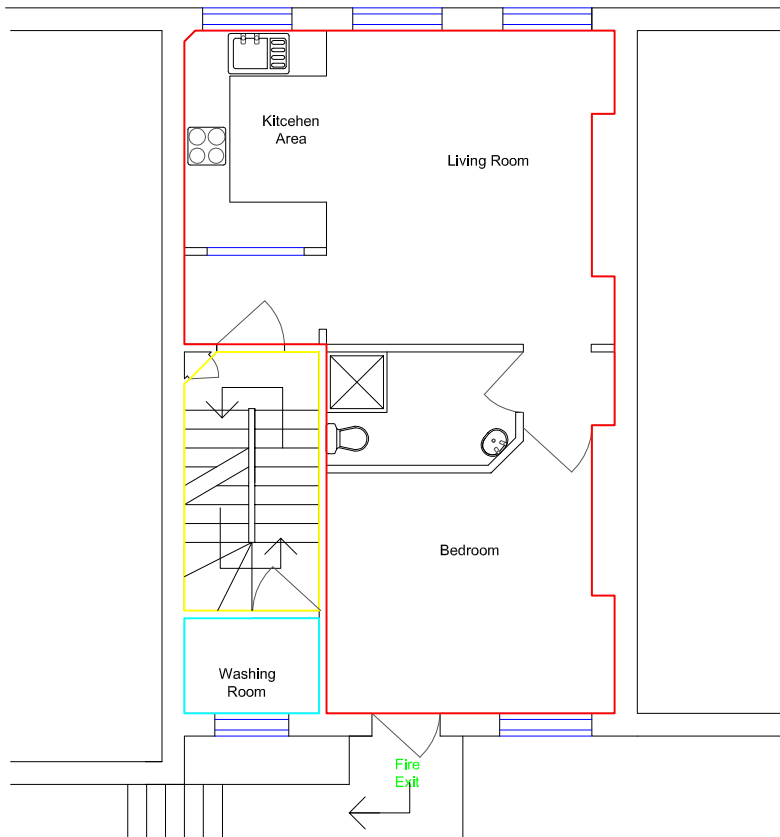 Kitcehen
Area
Living Room
Bedroom
Washing
Room
Fire
Exit